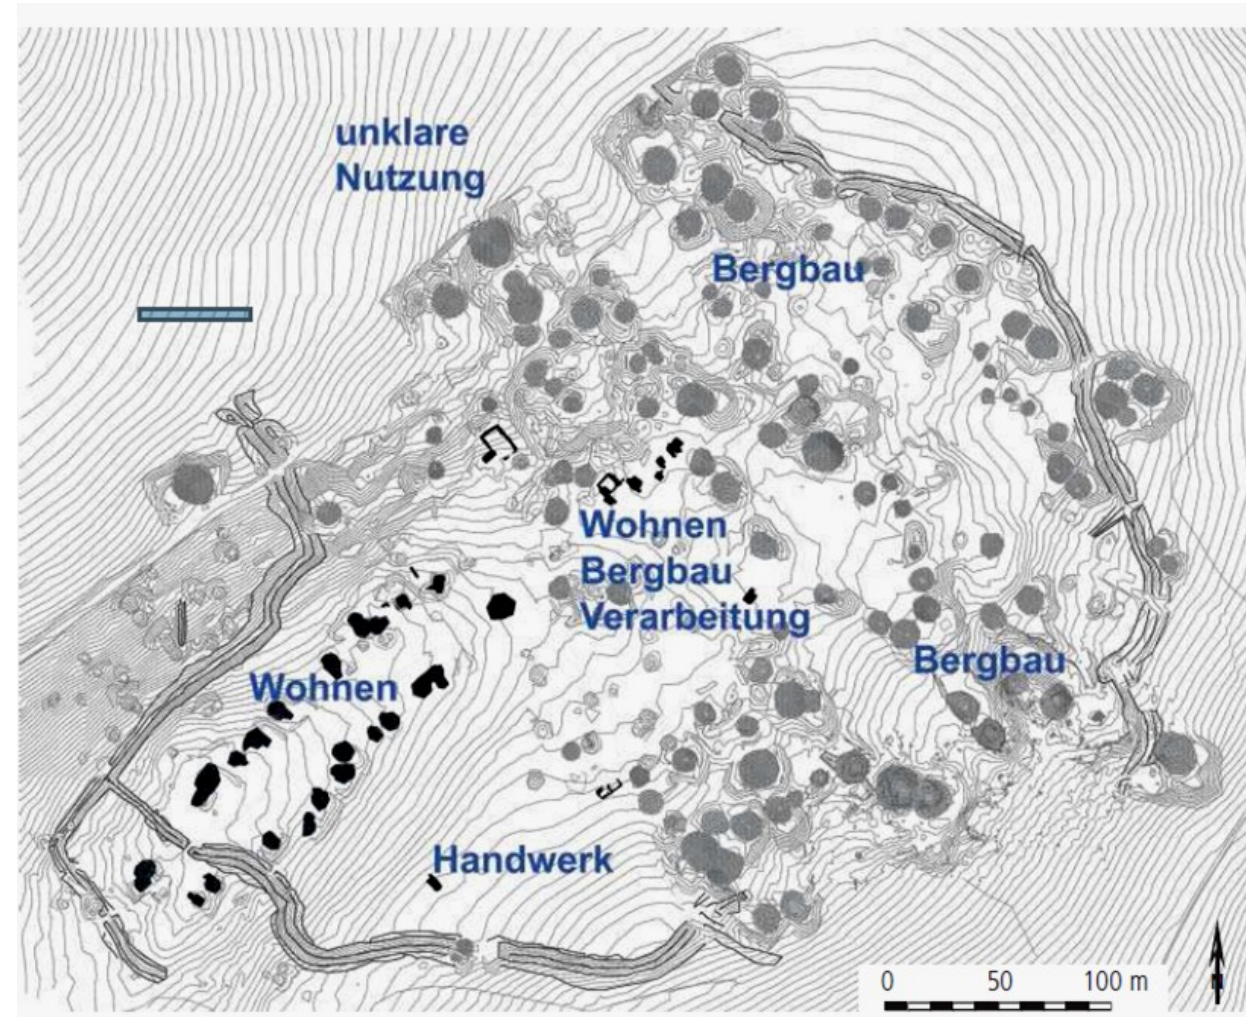 unklare
Nutzung
Bergbau
Wohnen
Bergbau
Verarbeitung
Bergbau
Wohnen
Handwerk
0 50 100 m
N